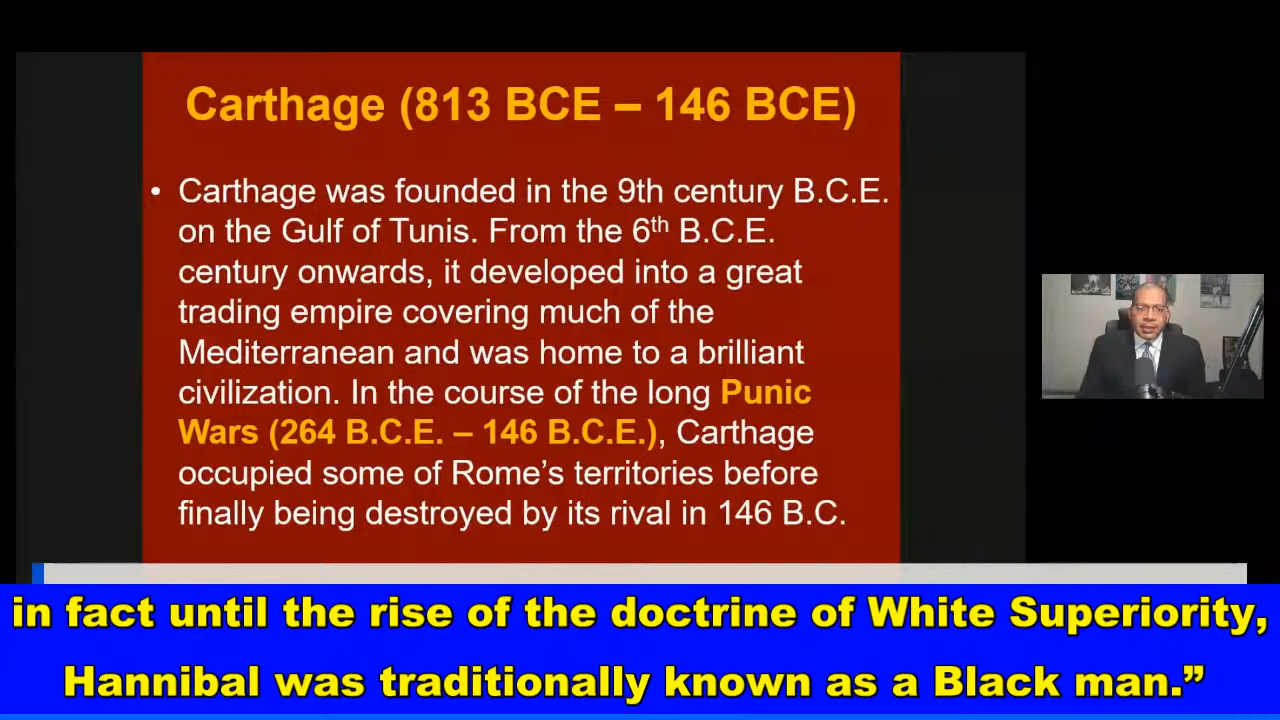 Carthage (813 BCE – 146 BCE)
• Carthage was founded in the 9th century B.C.E.
on the Gulf of Tunis. From the 6th B.C.E.
century onwards, it developed into a great
trading empire covering much of the
Mediterranean and was home to a brilliant
civilization. In the course of the long Punic
Wars (264 B.C.E. – 146 B.C.E.), Carthage
occupied some of Rome’s territories before
finally being destroyed by its rival in 146 B.C.
in fact until the rise of the doctrine of White Superiority,
Hannibal was traditionally known as a Black man.”